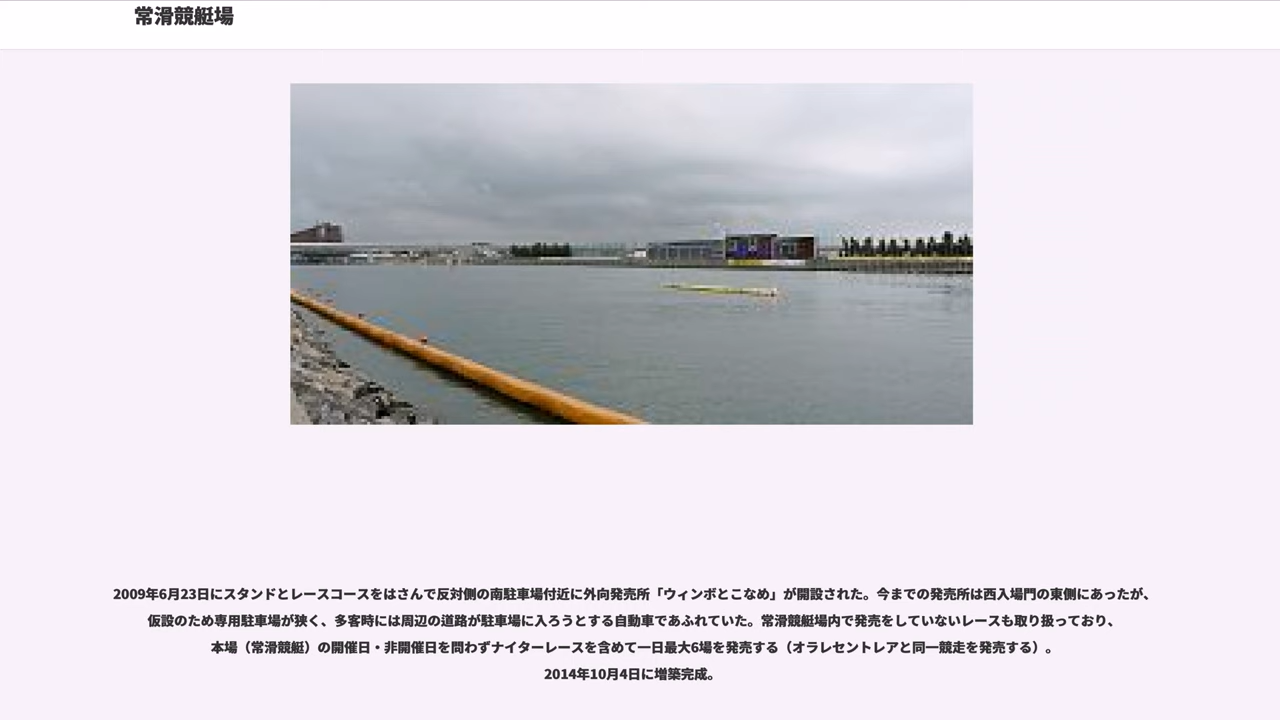 常滑競艇場
2009年6月23日にスタンドとレースコースをはさんで反対側の南駐車場付近に外向発売所「ウィンボとこなめ」が開設された。今までの発売所は西入場門の東側にあったが、
仮設のため専用駐車場が狭く、多客時には周辺の道路が駐車場に入ろうとする自動車であふれていた。常滑競艇場内で発売をしていないレースも取り扱っており、
本場（常滑競艇）の開催日・非開催日を問わずナイターレースを含めて一日最大6場を発売する（オラレセントレアと同一競走を発売する）。
2014年10月4日に増築完成。